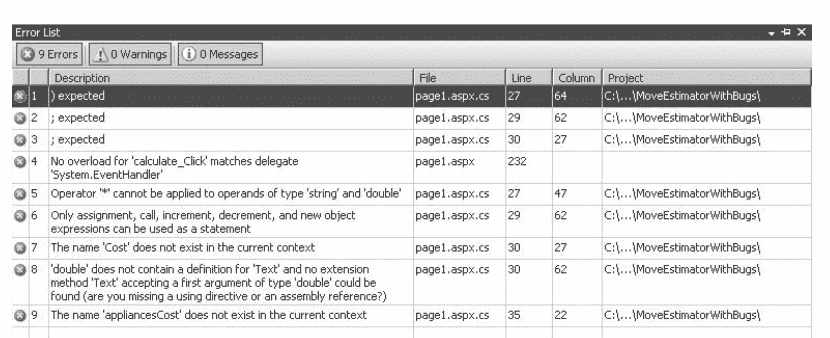 Error List
9 Errors 0 Warnings 0 Messages
Description File Line Column Project
1 ) expected page1.aspx.cs 27 64 C:\...\MoveEstimatorWithBugs\
2 ; expected page1.aspx.cs 29 62 C:\...\MoveEstimatorWithBugs\
3 ; expected page1.aspx.cs 30 27 C:\...\MoveEstimatorWithBugs\
4 No overload for 'calculate_Click' matches delegate page1.aspx 232
'System.EventHandler'
5 Operator '*' cannot be applied to operands of type 'string' and 'double' page1.aspx.cs 27 47 C:\...\MoveEstimatorWithBugs\
6 Only assignment, call, increment, decrement, and new object page1.aspx.cs 29 62 C:\...\MoveEstimatorWithBugs\
expressions can be used as a statement
7 The name 'Cost' does not exist in the current context page1.aspx.cs 30 27 C:\...\MoveEstimatorWithBugs\
8 'double' does not contain a definition for 'Text' and no extension page1.aspx.cs 30 62 C:\...\MoveEstimatorWithBugs\
method 'Text' accepting a first argument of type 'double' could be
found (are you missing a using directive or an assembly reference?)
9 The name 'appliancesCost' does not exist in the current context page1.aspx.cs 35 22 C:\...\MoveEstimatorWithBugs\